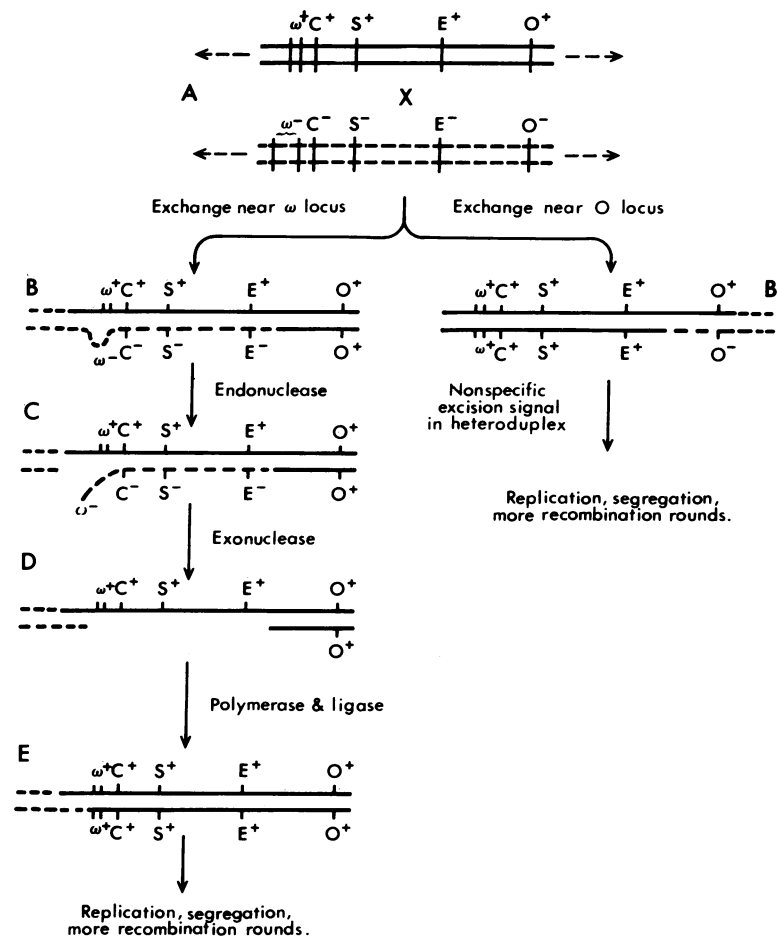 ω⁺ C⁺ S⁺ E⁺ O⁺
A X
ω⁻ C⁻ S⁻ E⁻ O⁻
Exchange near ω locus
Exchange near O locus
B
ω⁺ C⁺ S⁺ E⁺ O⁺
ω⁻ C⁻ S⁻ E⁻ O⁺
Endonuclease
C
ω⁺ C⁺ S⁺ E⁺ O⁺
ω⁻ C⁻ S⁻ E⁻ O⁺
Exonuclease
D
ω⁺ C⁺ S⁺ E⁺ O⁺
O⁺
Polymerase & ligase
E
ω⁺ C⁺ S⁺ E⁺ O⁺
ω⁺ C⁺ S⁺ E⁺ O⁺
Replication, segregation,
more recombination rounds.
ω⁺ C⁺ S⁺ E⁺ O⁺ B
ω⁺ C⁺ S⁺ E⁺ O⁻
Nonspecific
excision signal
in heteroduplex
Replication, segregation,
more recombination rounds.